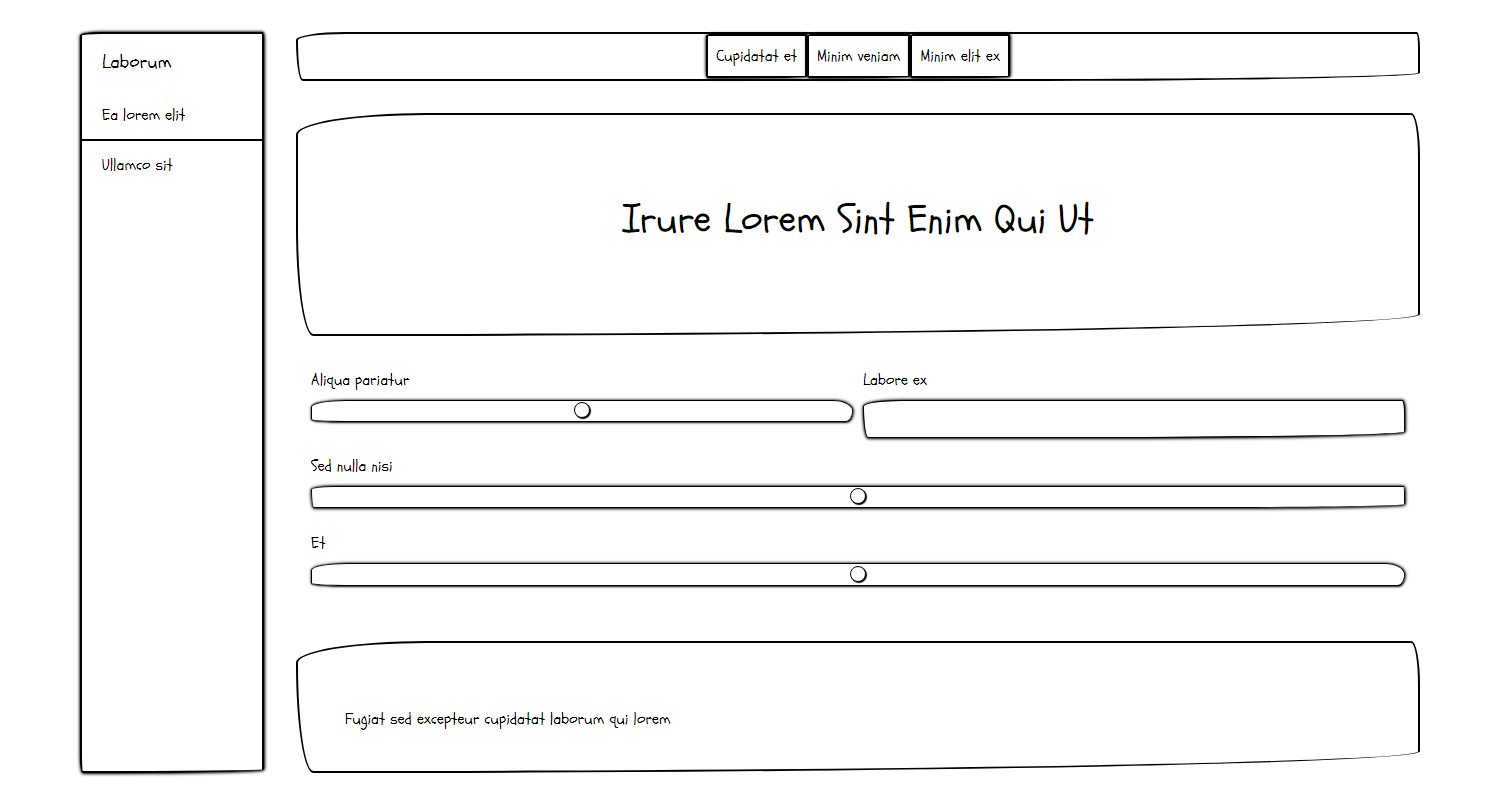 Laborum
Ea lorem elit
Ullamco sit
Cupidatat et
Minim veniam
Minim elit ex
Irure Lorem Sint Enim Qui Ut
Aliqua pariatur
Labore ex
Sed nulla nisi
Et
Fugiat sed excepteur cupidatat laborum qui lorem